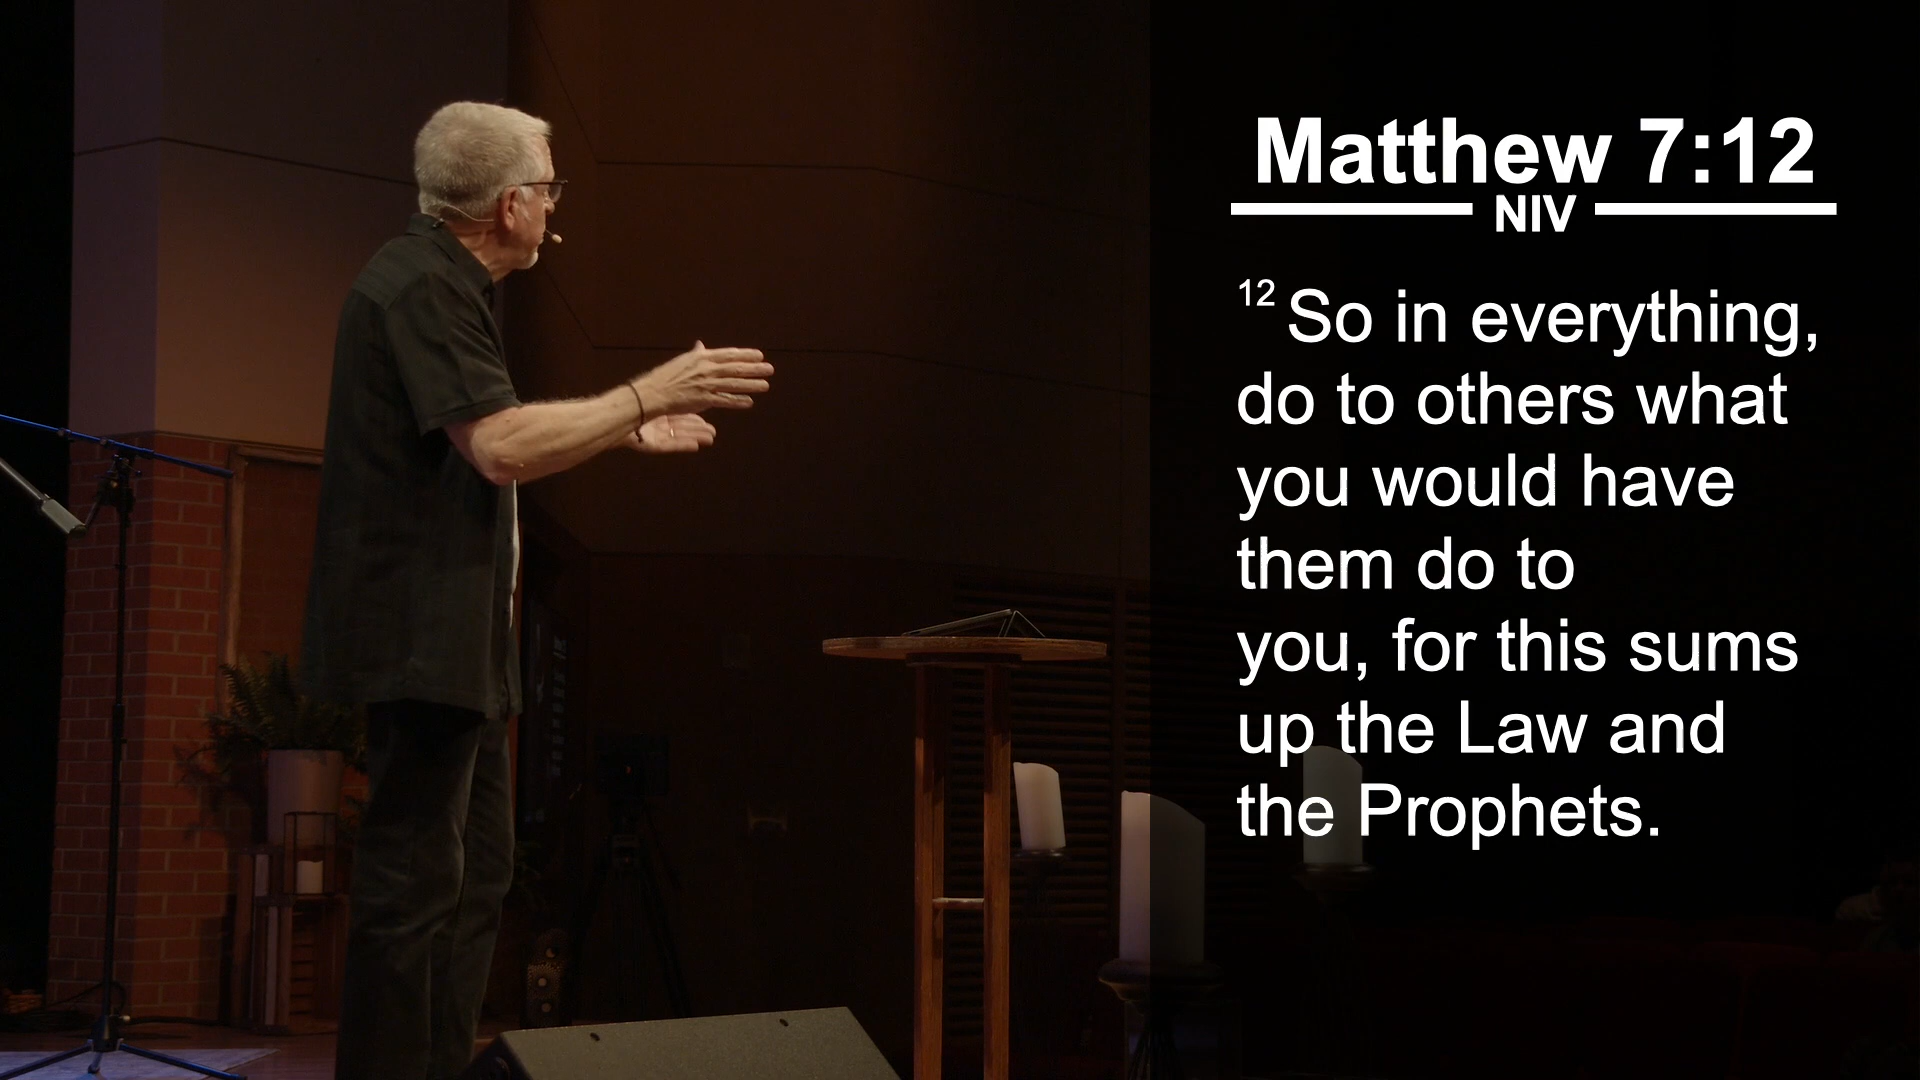 Matthew 7:12
NIV
12 So in everything,
do to others what
you would have
them do to
you, for this sums
up the Law and
the Prophets.